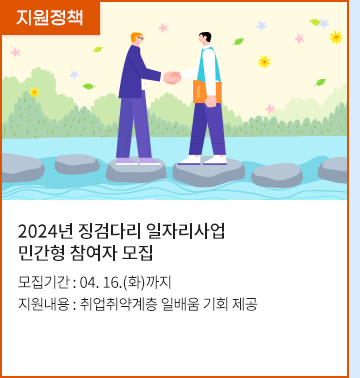 지원정책
2024년 징검다리 일자리사업
민간형 참여자 모집
모집기간 : 04. 16.(화)까지
지원내용 : 취업취약계층 일배움 기회 제공